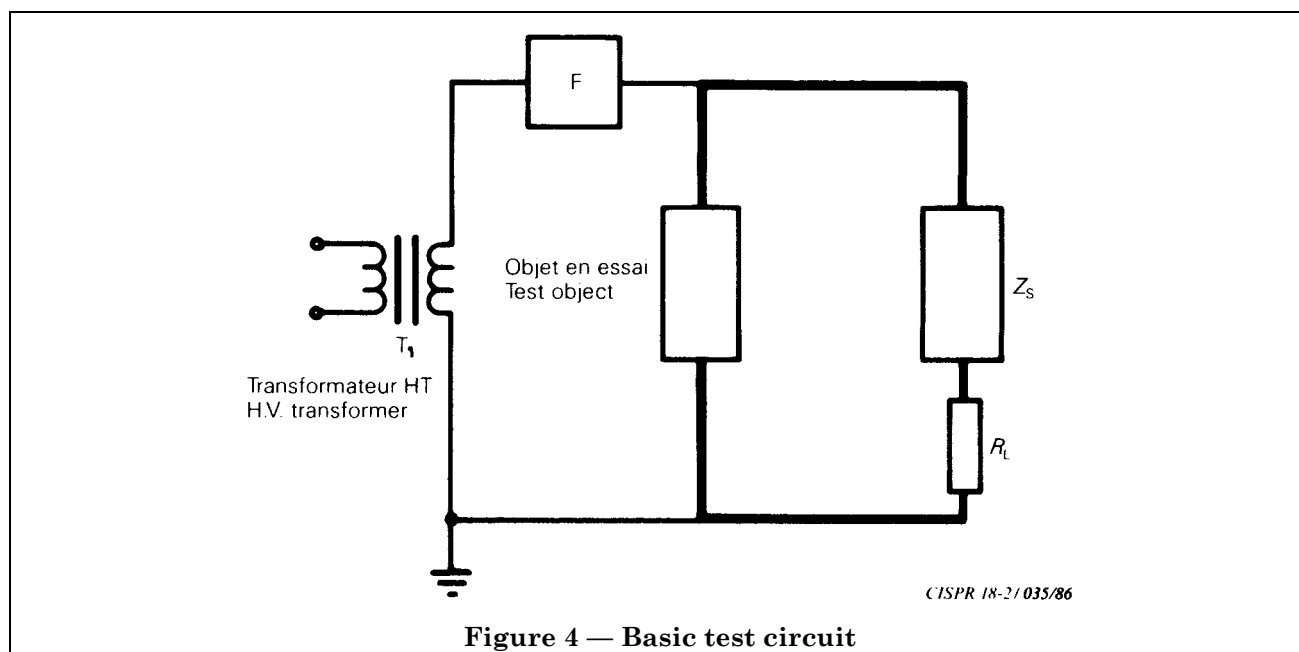 F
Objet en essai
Test object
Z_S
T_1
Transformateur HT
H.V. transformer
R_L
CISPR 18-2/ 035/86
Figure 4 — Basic test circuit